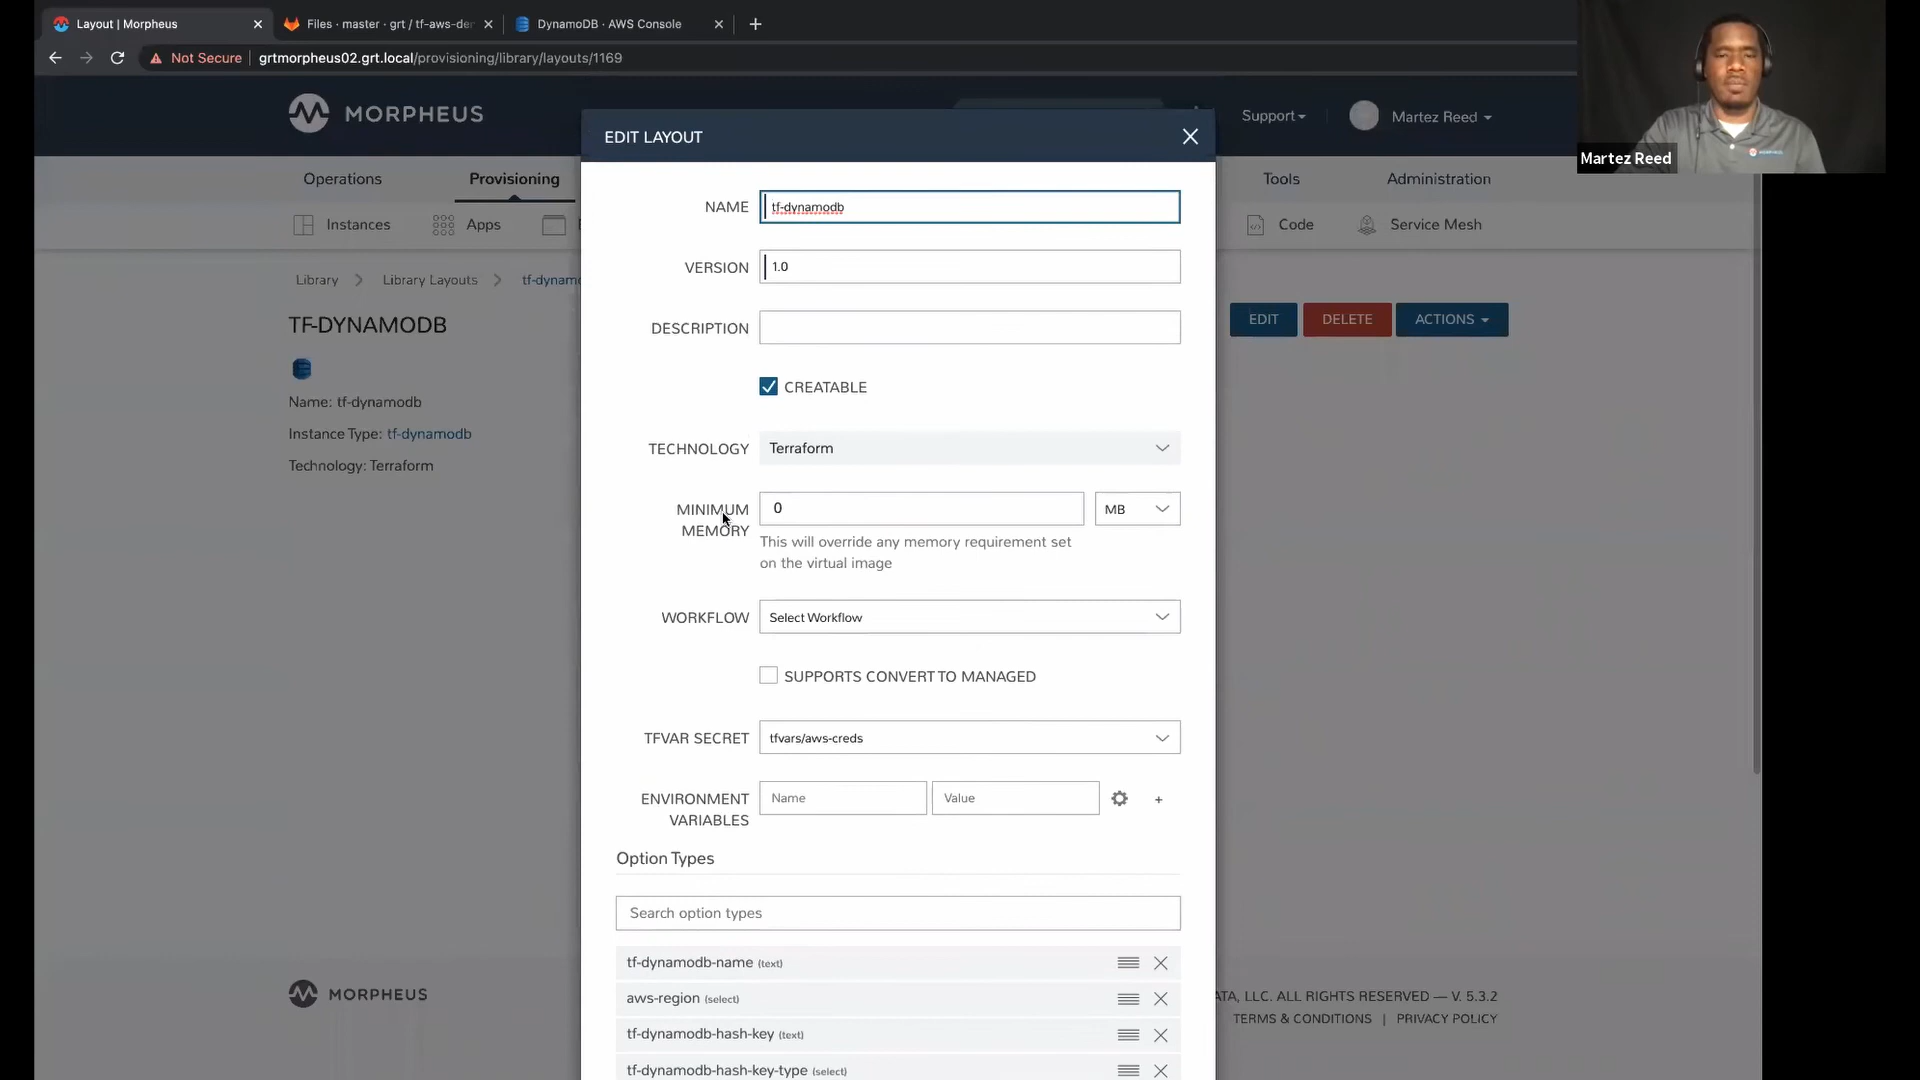 Layout | Morpheus
Files · master · grt / tf-aws-der
DynamoDB · AWS Console
Not Secure
grtmorpheus02.grt.local/provisioning/library/layouts/1169
MORPHEUS
Support
Martez Reed
Martez Reed
EDIT LAYOUT
Operations
Provisioning
Tools
Administration
Instances
Apps
Code
Service Mesh
Library
Library Layouts
tf-dynamo
TF-DYNAMODB
EDIT
DELETE
ACTIONS
Name: tf-dynamodb
Instance Type: tf-dynamodb
Technology: Terraform
NAME
tf-dynamodb
VERSION
1.0
DESCRIPTION
CREATABLE
TECHNOLOGY
Terraform
MINIMUM
MEMORY
0
MB
This will override any memory requirement set
on the virtual image
WORKFLOW
Select Workflow
SUPPORTS CONVERT TO MANAGED
TFVAR SECRET
tfvars/aws-creds
ENVIRONMENT
VARIABLES
Name
Value
+
Option Types
Search option types
tf-dynamodb-name (text)
aws-region (select)
tf-dynamodb-hash-key (text)
tf-dynamodb-hash-key-type (select)
MORPHEUS
ATA, LLC. ALL RIGHTS RESERVED — V. 5.3.2
TERMS & CONDITIONS | PRIVACY POLICY